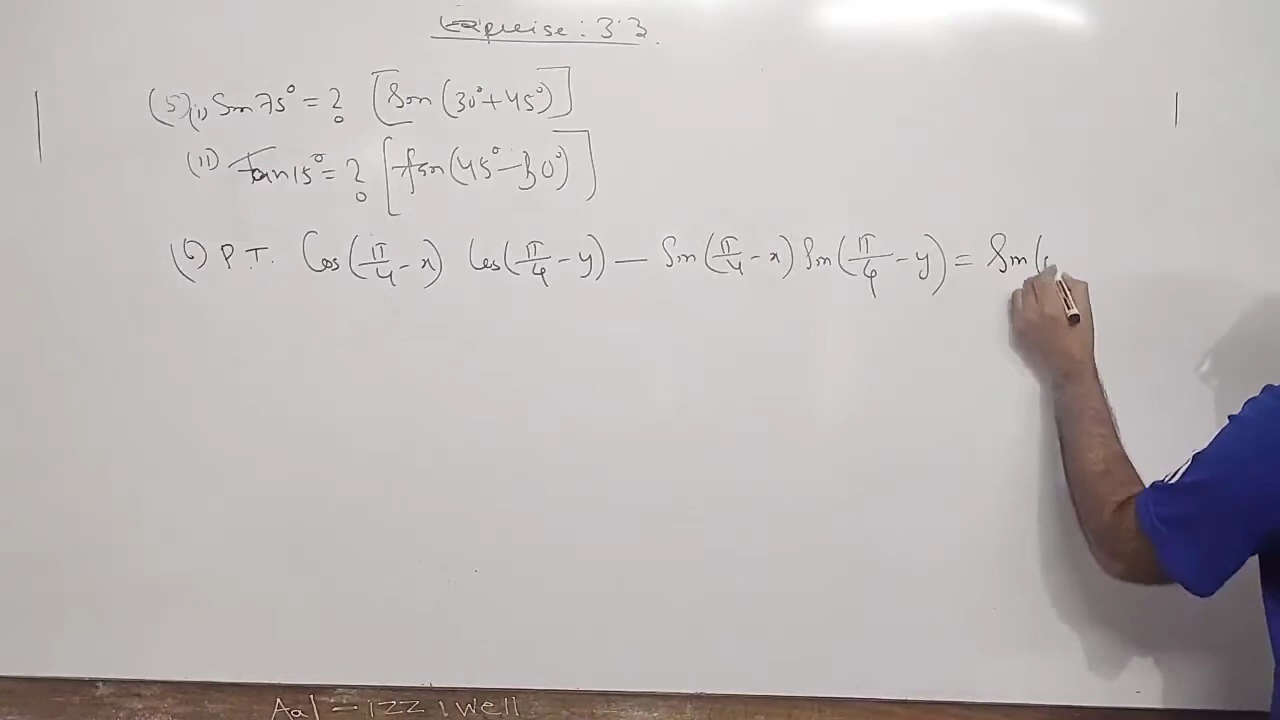 Exercise: 3.3.
(5)(i) Sin 75° = ? [Sin(30°+45°)]
(ii) Tan 15° = ? [tan(45°-30°)]
(6) P.T. Cos(π/4 - x) Cos(π/4 - y) — Sin(π/4 - x) Sin(π/4 - y) = Sin(